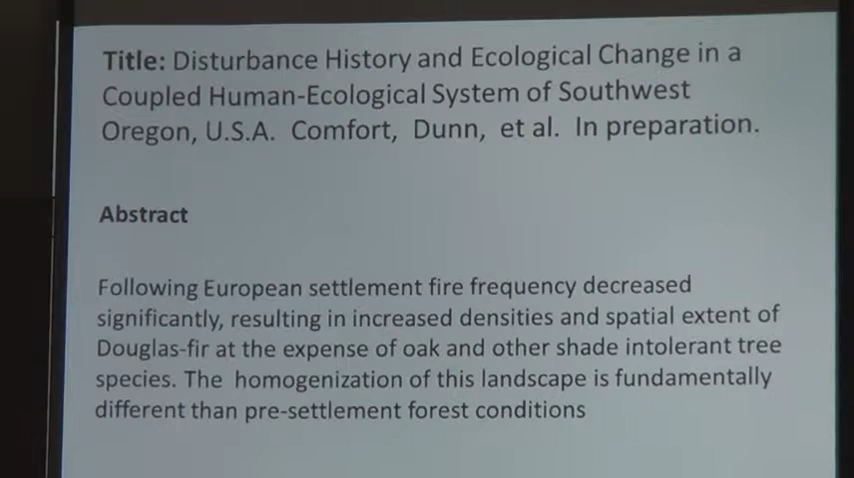 Title: Disturbance History and Ecological Change in a
Coupled Human-Ecological System of Southwest
Oregon, U.S.A. Comfort, Dunn, et al. In preparation.
Abstract
Following European settlement fire frequency decreased
significantly, resulting in increased densities and spatial extent of
Douglas-fir at the expense of oak and other shade intolerant tree
species. The homogenization of this landscape is fundamentally
different than pre-settlement forest conditions